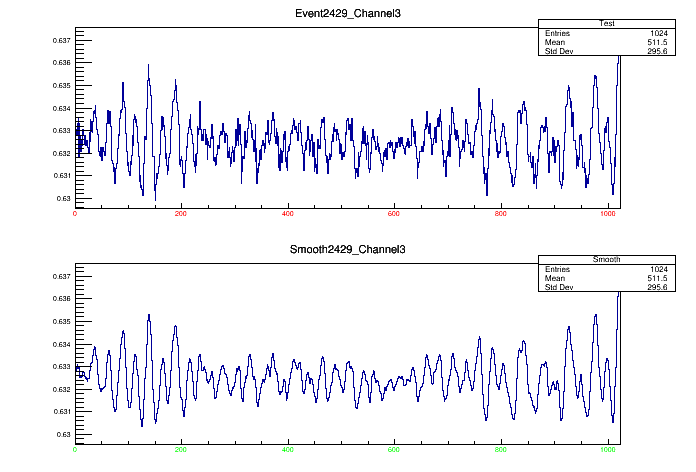 Event2429_Channel3
Test
Entries 1024
Mean 511.5
Std Dev 295.6
0.637
0.636
0.635
0.634
0.633
0.632
0.631
0.63
0 200 400 600 800 1000
Smooth2429_Channel3
Smooth
Entries 1024
Mean 511.5
Std Dev 295.6
0.637
0.636
0.635
0.634
0.633
0.632
0.631
0.63
0 200 400 600 800 1000